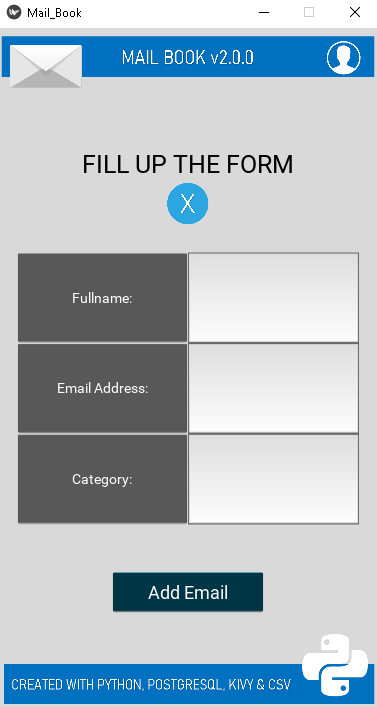 Mail_Book
MAIL BOOK v2.0.0
FILL UP THE FORM
X
Fullname:
Email Address:
Category:
Add Email
CREATED WITH PYTHON, POSTGRESQL, KIVY & CSV